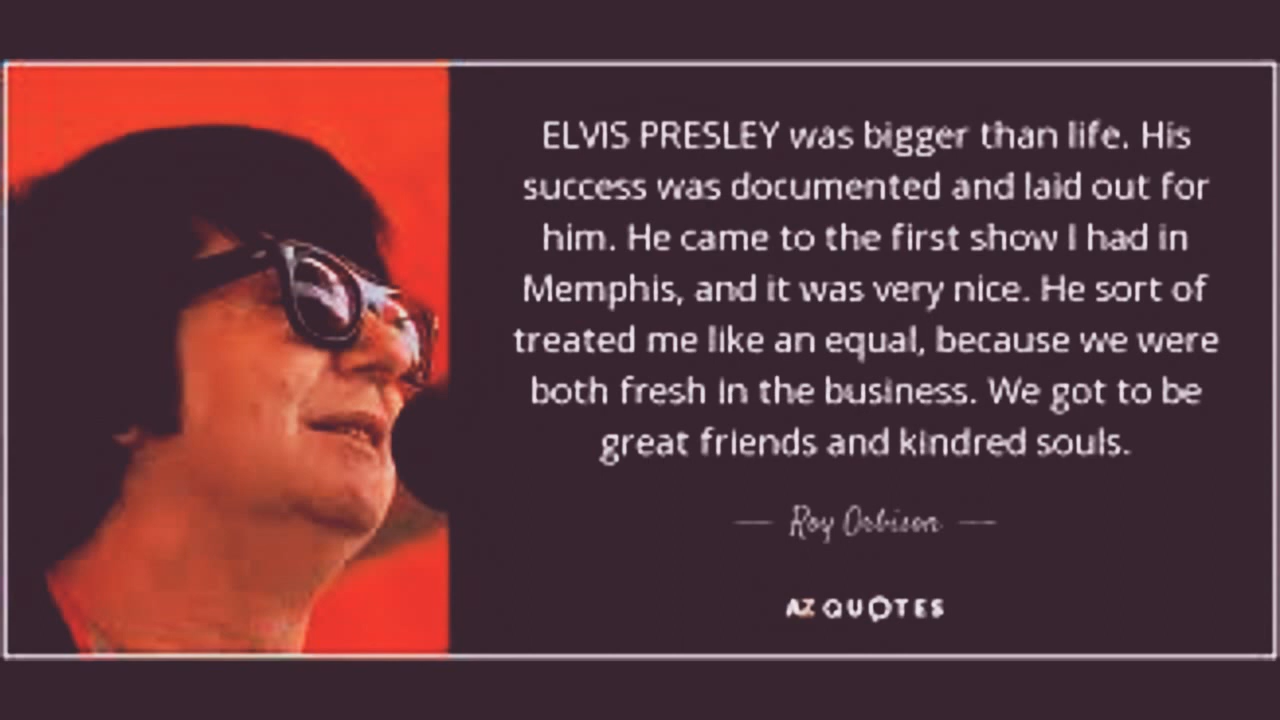 ELVIS PRESLEY was bigger than life. His
success was documented and laid out for
him. He came to the first show I had in
Memphis, and it was very nice. He sort of
treated me like an equal, because we were
both fresh in the business. We got to be
great friends and kindred souls.
— Roy Orbison —
AZ QUOTES